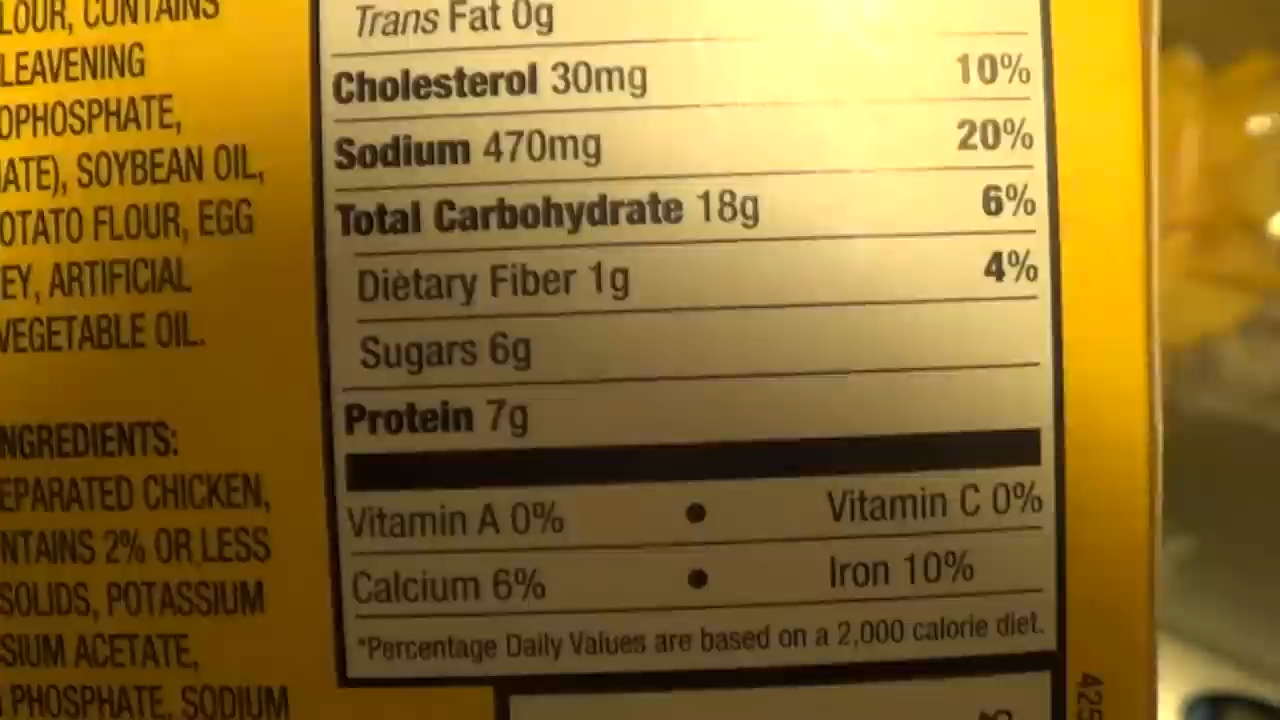 LOUR, CONTAINS
LEAVENING
OPHOSPHATE,
ATE), SOYBEAN OIL,
OTATO FLOUR, EGG
EY, ARTIFICIAL
VEGETABLE OIL.
NGREDIENTS:
EPARATED CHICKEN,
NTAINS 2% OR LESS
SOLIDS, POTASSIUM
SIUM ACETATE,
PHOSPHATE, SODIUM
Trans Fat 0g
Cholesterol 30mg 10%
Sodium 470mg 20%
Total Carbohydrate 18g 6%
Dietary Fiber 1g 4%
Sugars 6g
Protein 7g
Vitamin A 0% • Vitamin C 0%
Calcium 6% • Iron 10%
*Percentage Daily Values are based on a 2,000 calorie diet.
425